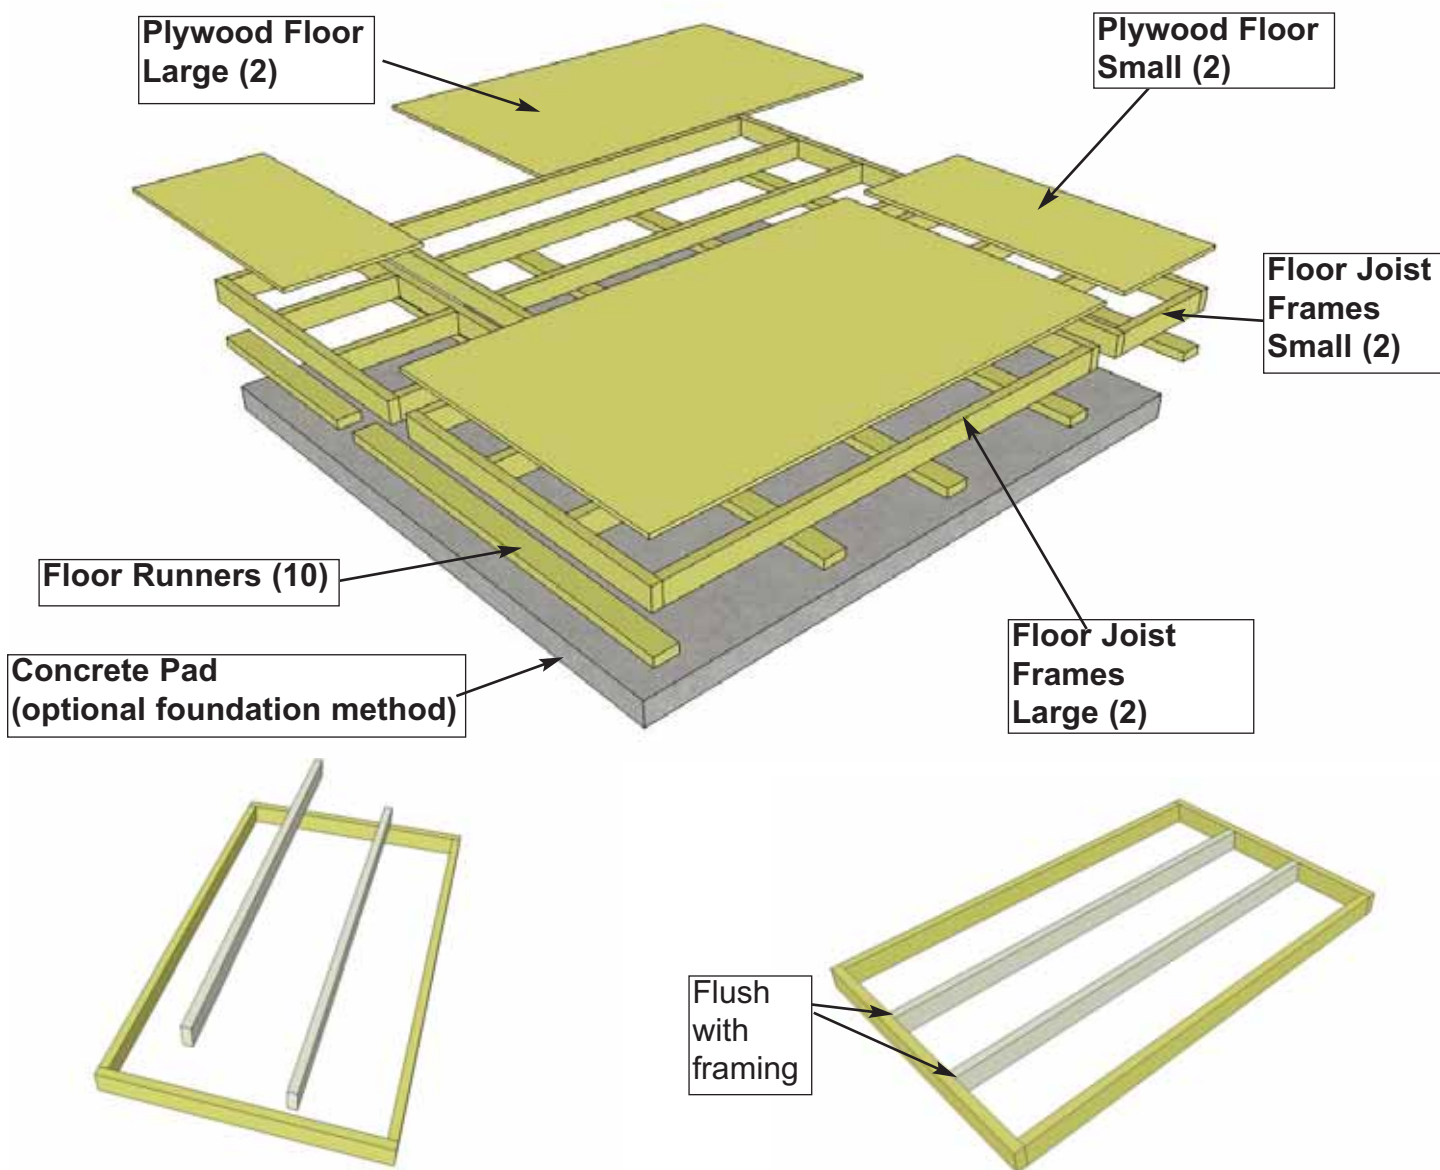 Plywood Floor
Large (2)
Plywood Floor
Small (2)
Floor Joist
Frames
Small (2)
Floor Runners (10)
Floor Joist
Frames
Large (2)
Concrete Pad
(optional foundation method)
Flush
with
framing